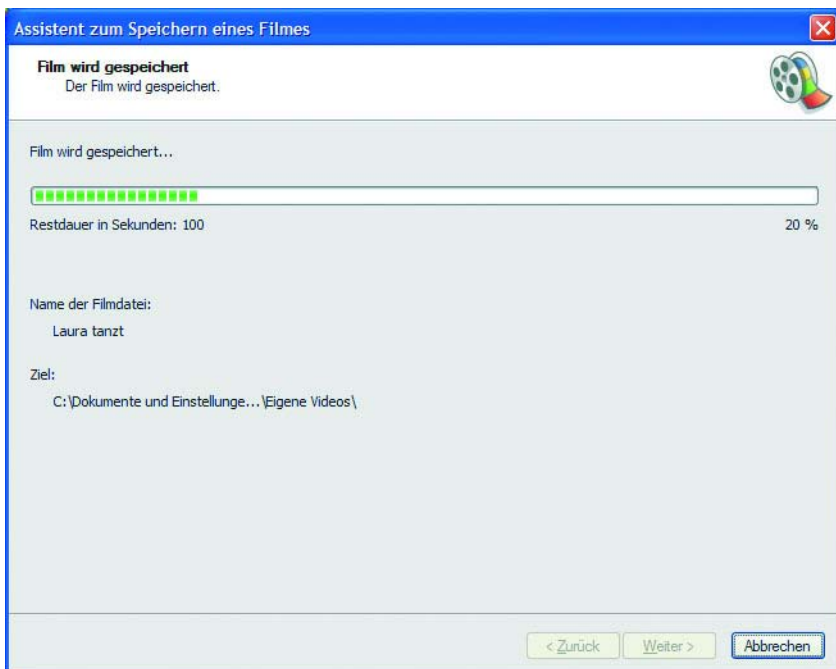 Assistent zum Speichern eines Filmes
Film wird gespeichert
Der Film wird gespeichert.
Film wird gespeichert...
Restdauer in Sekunden: 100
20 %
Name der Filmdatei:
Laura tanzt
Ziel:
C:\Dokumente und Einstellunge...\Eigene Videos\
< Zurück
Weiter >
Abbrechen